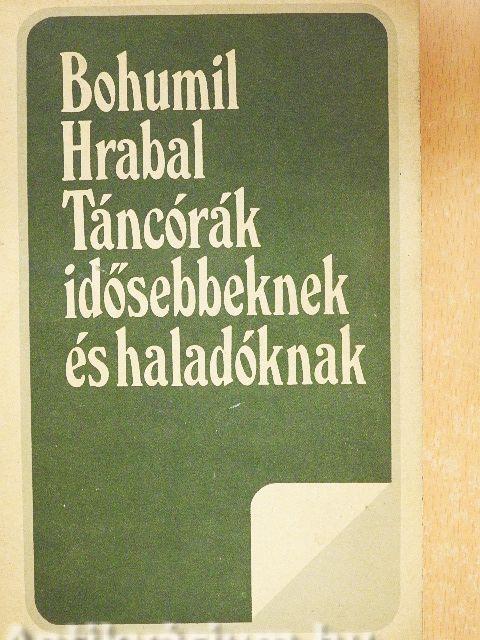 Bohumil
Hrabal
Táncórák
idősebbeknek
és haladóknak